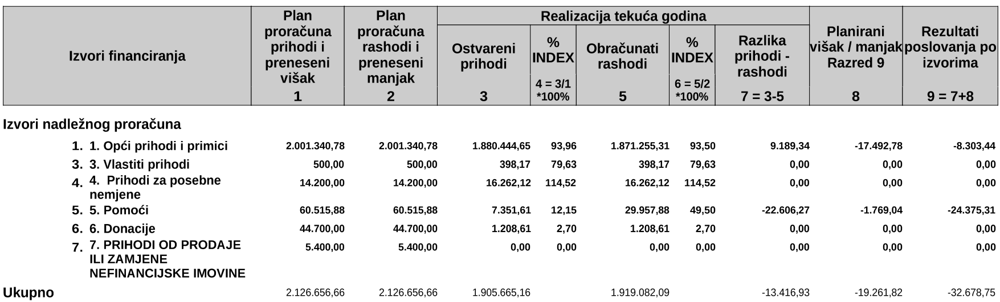 Izvori financiranja
Plan
proračuna
prihodi i
preneseni
višak
1
Plan
proračuna
rashodi i
preneseni
manjak
2
Realizacija tekuća godina
Ostvareni
prihodi
3
%
INDEX
4 = 3/1
*100%
Obračunati
rashodi
5
%
INDEX
6 = 5/2
*100%
Razlika
prihodi -
rashodi
7 = 3-5
Planirani
višak / manjak
Razred 9
8
Rezultati
poslovanja po
izvorima
9 = 7+8
Izvori nadležnog proračuna
1. 1. Opći prihodi i primici 2.001.340,78 2.001.340,78 1.880.444,65 93,96 1.871.255,31 93,50 9.189,34 -17.492,78 -8.303,44
3. 3. Vlastiti prihodi 500,00 500,00 398,17 79,63 398,17 79,63 0,00 0,00 0,00
4. 4. Prihodi za posebne 14.200,00 14.200,00 16.262,12 114,52 16.262,12 114,52 0,00 0,00 0,00
nemjene
5. 5. Pomoći 60.515,88 60.515,88 7.351,61 12,15 29.957,88 49,50 -22.606,27 -1.769,04 -24.375,31
6. 6. Donacije 44.700,00 44.700,00 1.208,61 2,70 1.208,61 2,70 0,00 0,00 0,00
7. 7. PRIHODI OD PRODAJE 5.400,00 5.400,00 0,00 0,00 0,00 0,00 0,00 0,00 0,00
ILI ZAMJENE
NEFINANCIJSKE IMOVINE
Ukupno 2.126.656,66 2.126.656,66 1.905.665,16 1.919.082,09 -13.416,93 -19.261,82 -32.678,75